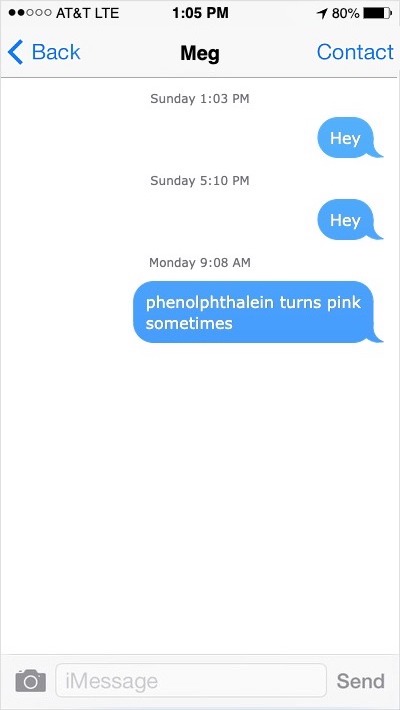 AT&T LTE 1:05 PM 80%
Back Meg Contact
Sunday 1:03 PM
Hey
Sunday 5:10 PM
Hey
Monday 9:08 AM
phenolphthalein turns pink
sometimes
iMessage Send